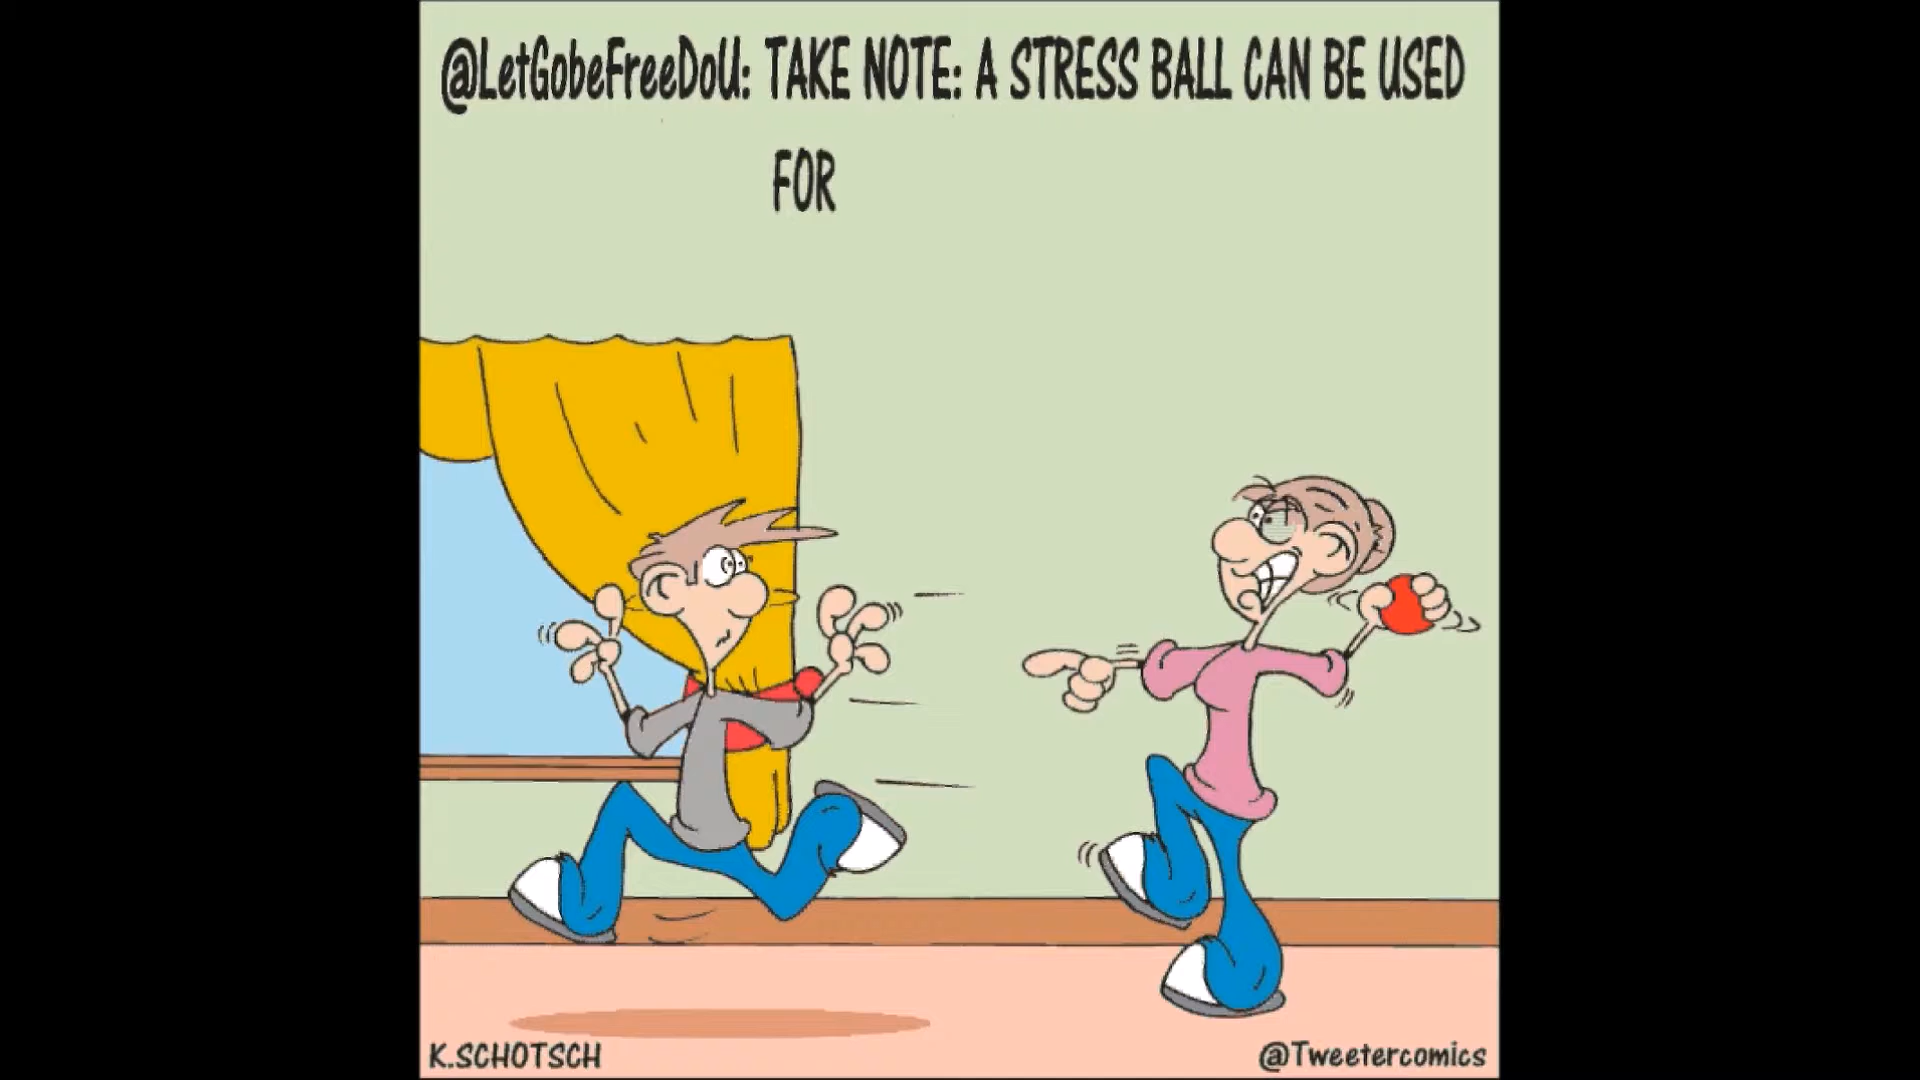 @LetGobeFreeDoU: TAKE NOTE: A STRESS BALL CAN BE USED
FOR
K.SCHOTSCH
@Tweetercomics